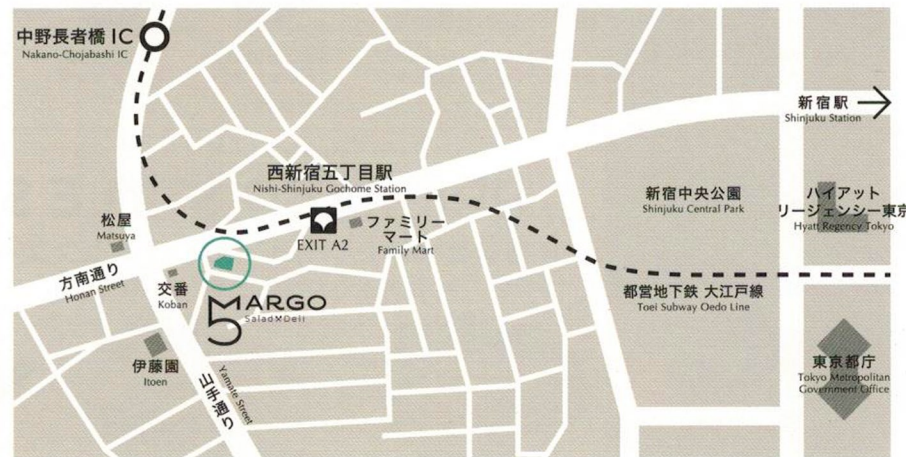 中野長者橋 IC
Nakano-Chojabashi IC
新宿駅
Shinjuku Station
西新宿五丁目駅
Nishi-Shinjuku Gochome Station
新宿中央公園
Shinjuku Central Park
ハイアット
リージェンシー東京
Hyatt Regency Tokyo
松屋
Matsuya
EXIT A2
ファミリー
マート
Family Mart
方南通り
Honan Street
交番
Koban
5 MARGO
Salad×Deli
都営地下鉄 大江戸線
Toei Subway Oedo Line
伊藤園
Itoen
山手通り
Yamate Street
東京都庁
Tokyo Metropolitan
Government Office